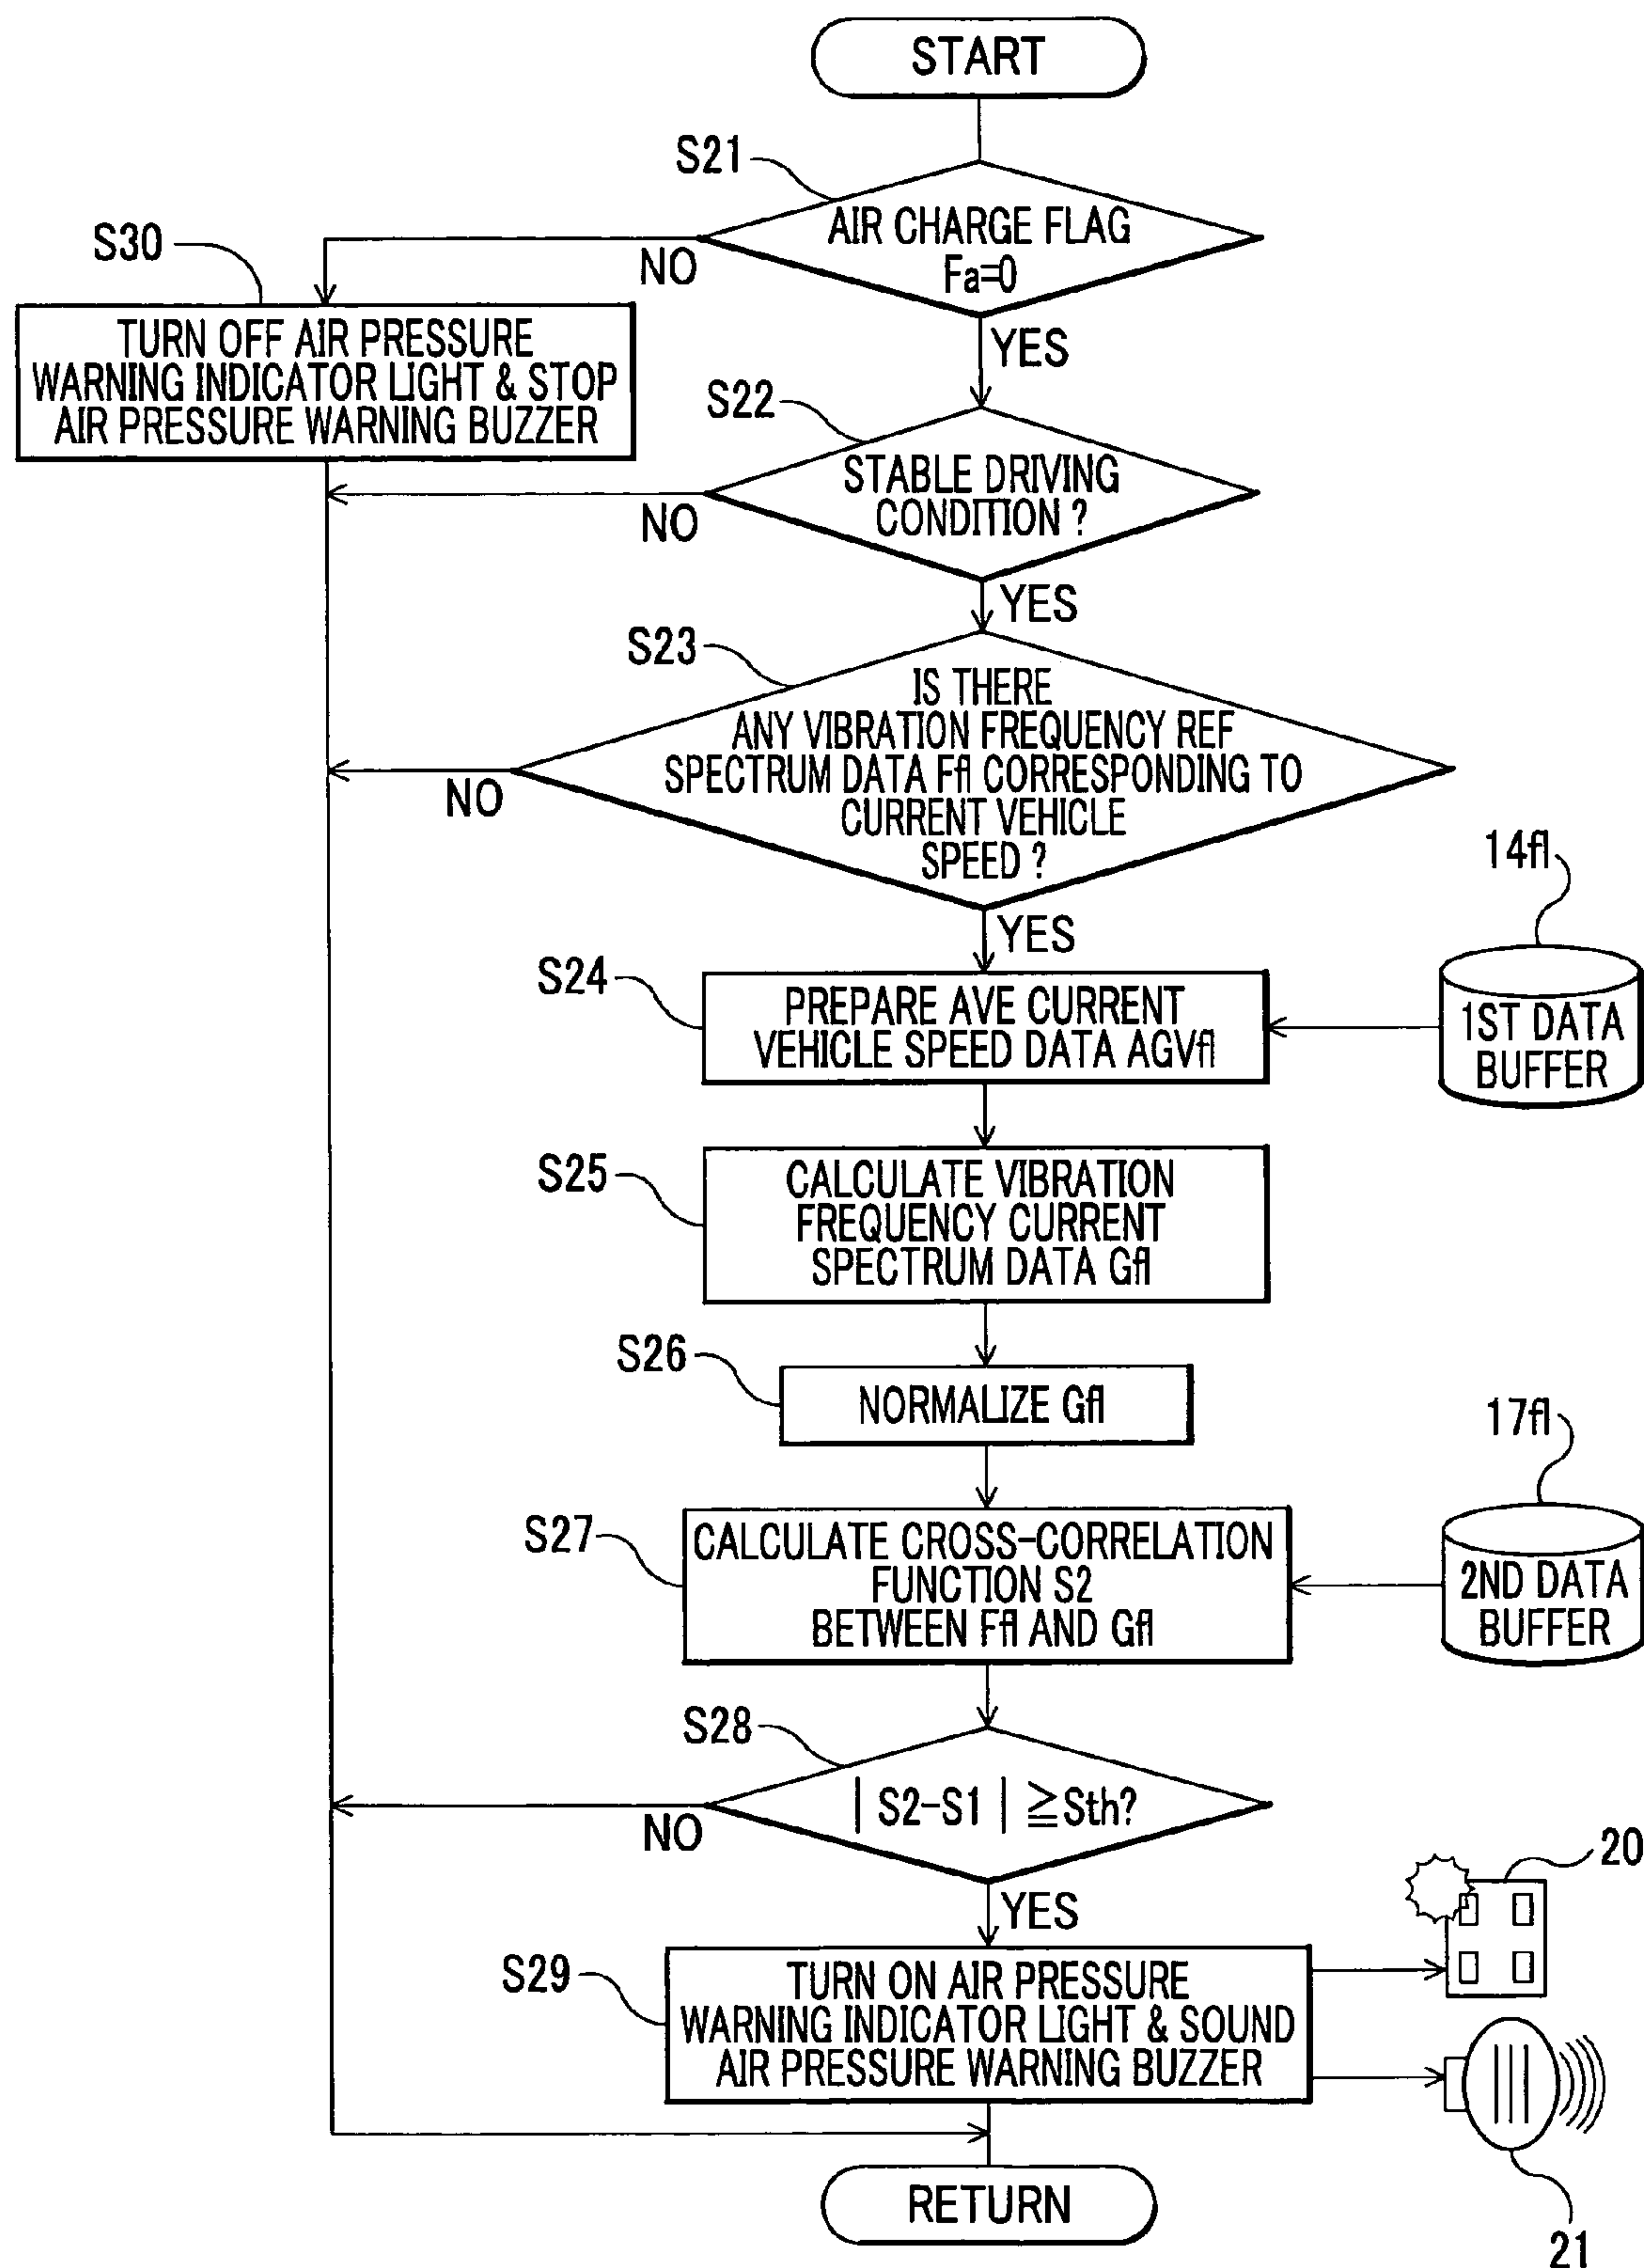 START
S21
AIR CHARGE FLAG
Fa=0
NO
YES
S30
TURN OFF AIR PRESSURE
WARNING INDICATOR LIGHT & STOP
AIR PRESSURE WARNING BUZZER
S22
STABLE DRIVING
CONDITION ?
NO
YES
S23
IS THERE
ANY VIBRATION FREQUENCY REF
SPECTRUM DATA Ffl CORRESPONDING TO
CURRENT VEHICLE
SPEED ?
NO
YES
14fl
1ST DATA
BUFFER
S24
PREPARE AVE CURRENT
VEHICLE SPEED DATA AGVfl
S25
CALCULATE VIBRATION
FREQUENCY CURRENT
SPECTRUM DATA Gfl
S26
NORMALIZE Gfl
17fl
2ND DATA
BUFFER
S27
CALCULATE CROSS-CORRELATION
FUNCTION S2
BETWEEN Ffl AND Gfl
S28
| S2-S1 | ≧Sth?
NO
YES
20
S29
TURN ON AIR PRESSURE
WARNING INDICATOR LIGHT & SOUND
AIR PRESSURE WARNING BUZZER
RETURN
21